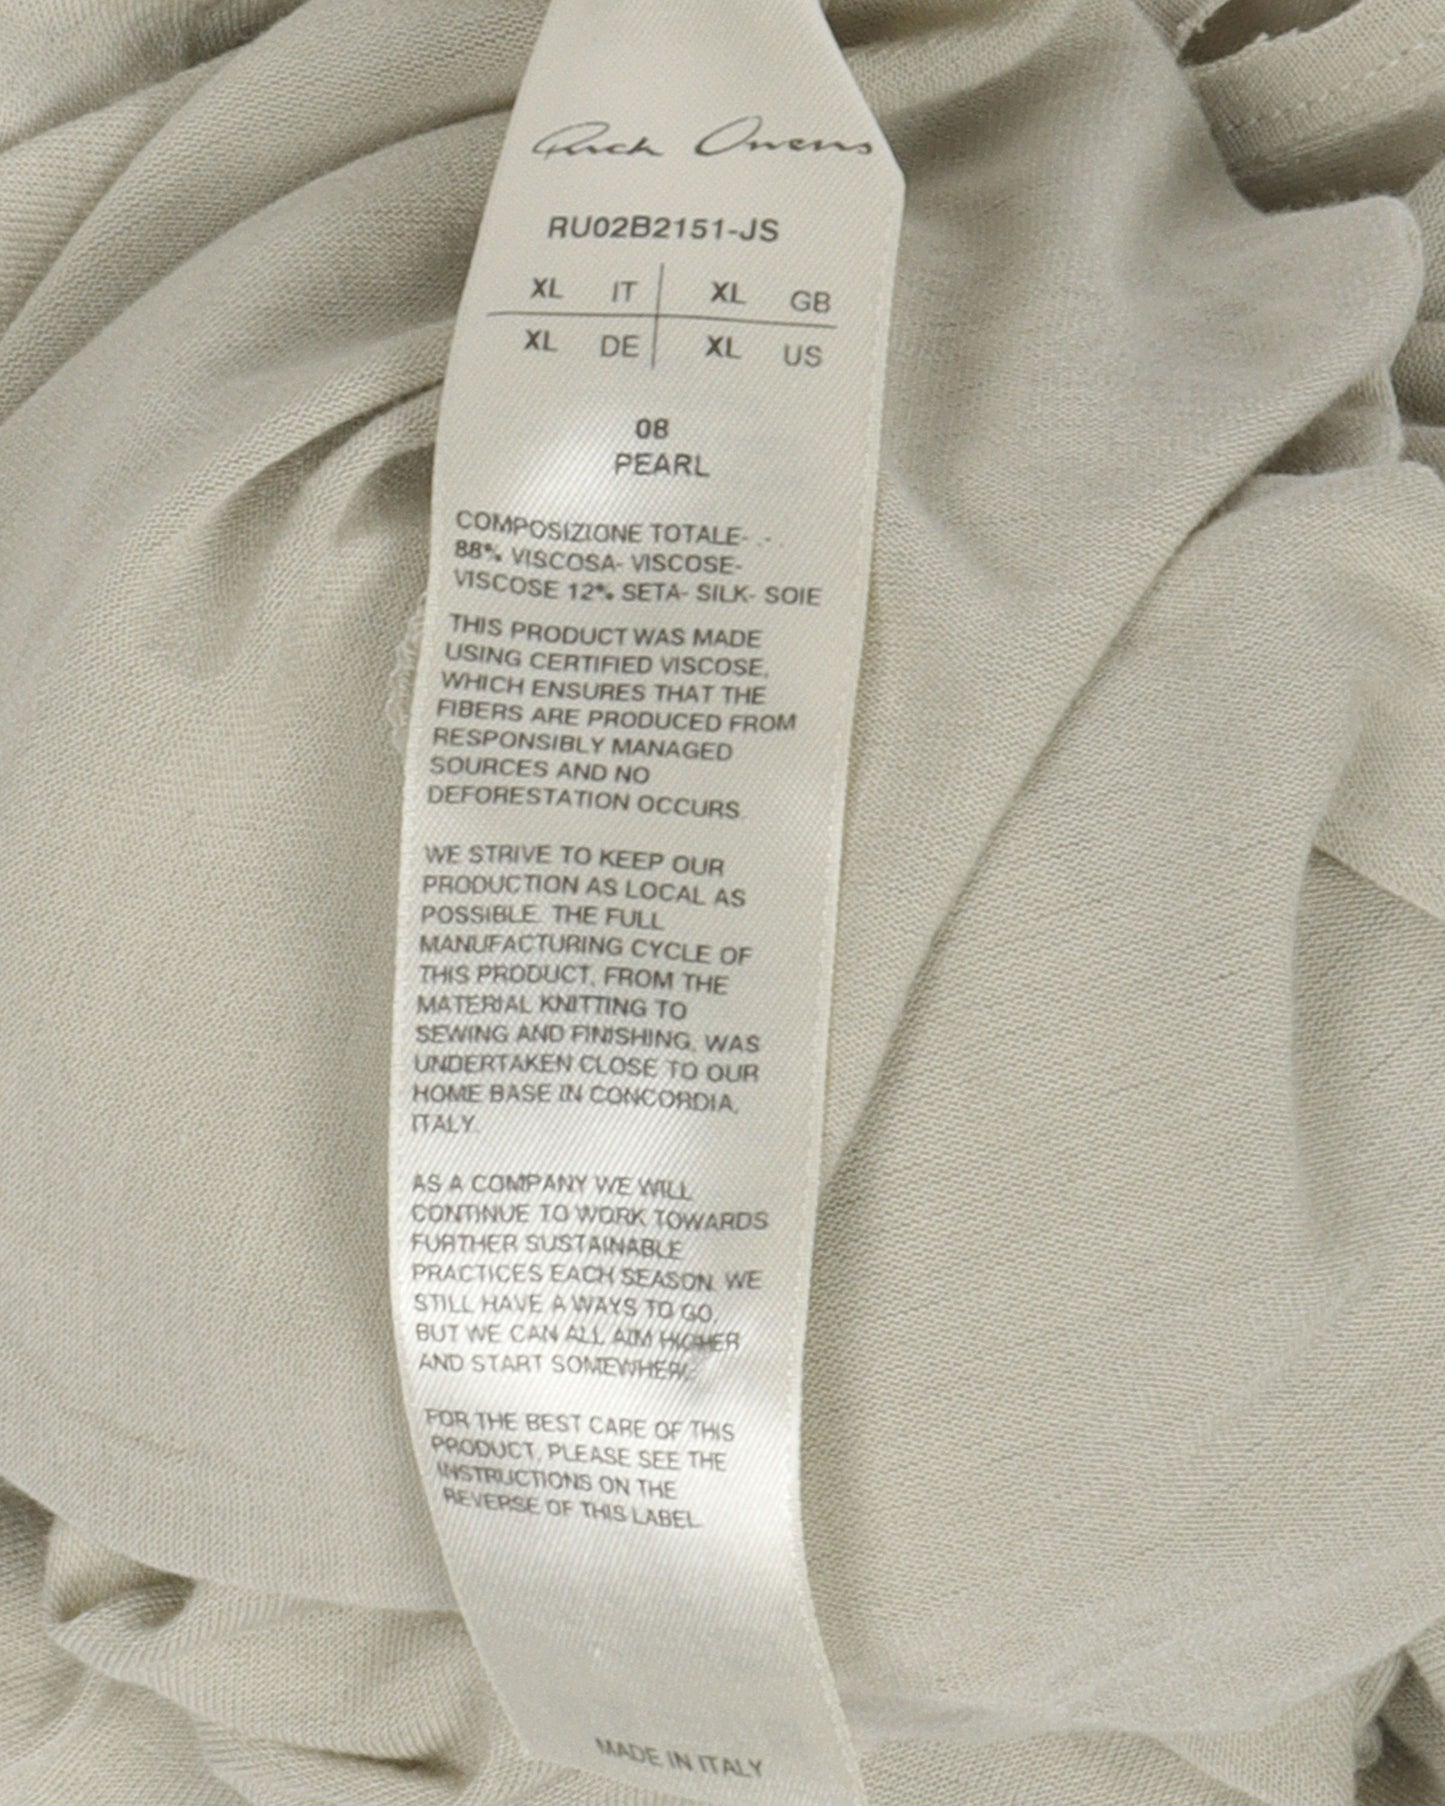 Rick Owens
RU02B2151-JS
XL IT XL GB
XL DE XL US
08
PEARL
COMPOSIZIONE TOTALE- .- .
88% VISCOSA- VISCOSE-
VISCOSE 12% SETA- SILK- SOIE
THIS PRODUCT WAS MADE
USING CERTIFIED VISCOSE,
WHICH ENSURES THAT THE
FIBERS ARE PRODUCED FROM
RESPONSIBLY MANAGED
SOURCES AND NO
DEFORESTATION OCCURS.
WE STRIVE TO KEEP OUR
PRODUCTION AS LOCAL AS
POSSIBLE. THE FULL
MANUFACTURING CYCLE OF
THIS PRODUCT, FROM THE
MATERIAL KNITTING TO
SEWING AND FINISHING, WAS
UNDERTAKEN CLOSE TO OUR
HOME BASE IN CONCORDIA,
ITALY.
AS A COMPANY WE WILL
CONTINUE TO WORK TOWARDS
FURTHER SUSTAINABLE
PRACTICES EACH SEASON. WE
STILL HAVE A WAYS TO GO,
BUT WE CAN ALL AIM HIGHER
AND START SOMEWHERE.
FOR THE BEST CARE OF THIS
PRODUCT, PLEASE SEE THE
INSTRUCTIONS ON THE
REVERSE OF THIS LABEL.
MADE IN ITALY